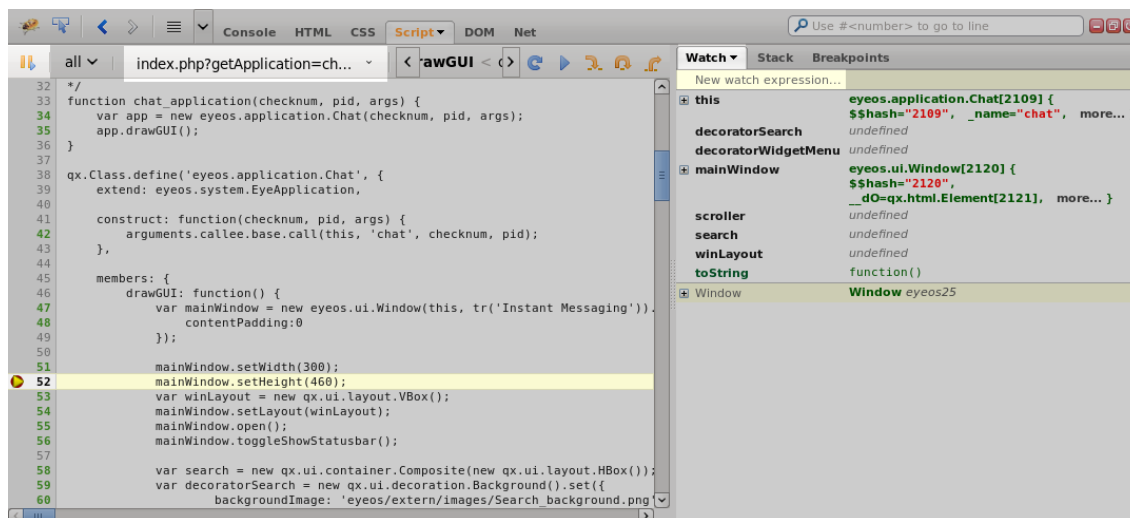 Console HTML CSS Script DOM Net
Use #<number> to go to line
all index.php?getApplication=ch... rawGUI <
Watch Stack Breakpoints
New watch expression...
32 */
33 function chat_application(checknum, pid, args) {
34 var app = new eyeos.application.Chat(checknum, pid, args);
35 app.drawGUI();
36 }
37
38 qx.Class.define('eyeos.application.Chat', {
39 extend: eyeos.system.EyeApplication,
40
41 construct: function(checknum, pid, args) {
42 arguments.callee.base.call(this, 'chat', checknum, pid);
43 },
44
45 members: {
46 drawGUI: function() {
47 var mainWindow = new eyeos.ui.Window(this, tr('Instant Messaging')).
48 contentPadding:0
49 });
50
51 mainWindow.setWidth(300);
52 mainWindow.setHeight(460);
53 var winLayout = new qx.ui.layout.VBox();
54 mainWindow.setLayout(winLayout);
55 mainWindow.open();
56 mainWindow.toggleShowStatusbar();
57
58 var search = new qx.ui.container.Composite(new qx.ui.layout.HBox());
59 var decoratorSearch = new qx.ui.decoration.Background().set({
60 backgroundImage: 'eyeos/extern/images/Search_background.png'
this eyeos.application.Chat[2109] {
$$hash="2109", _name="chat", more...
decoratorSearch undefined
decoratorWidgetMenu undefined
mainWindow eyeos.ui.Window[2120] {
$$hash="2120",
__dO=qx.html.Element[2121], more... }
scroller undefined
search undefined
winLayout undefined
toString function()
Window Window eyeos25